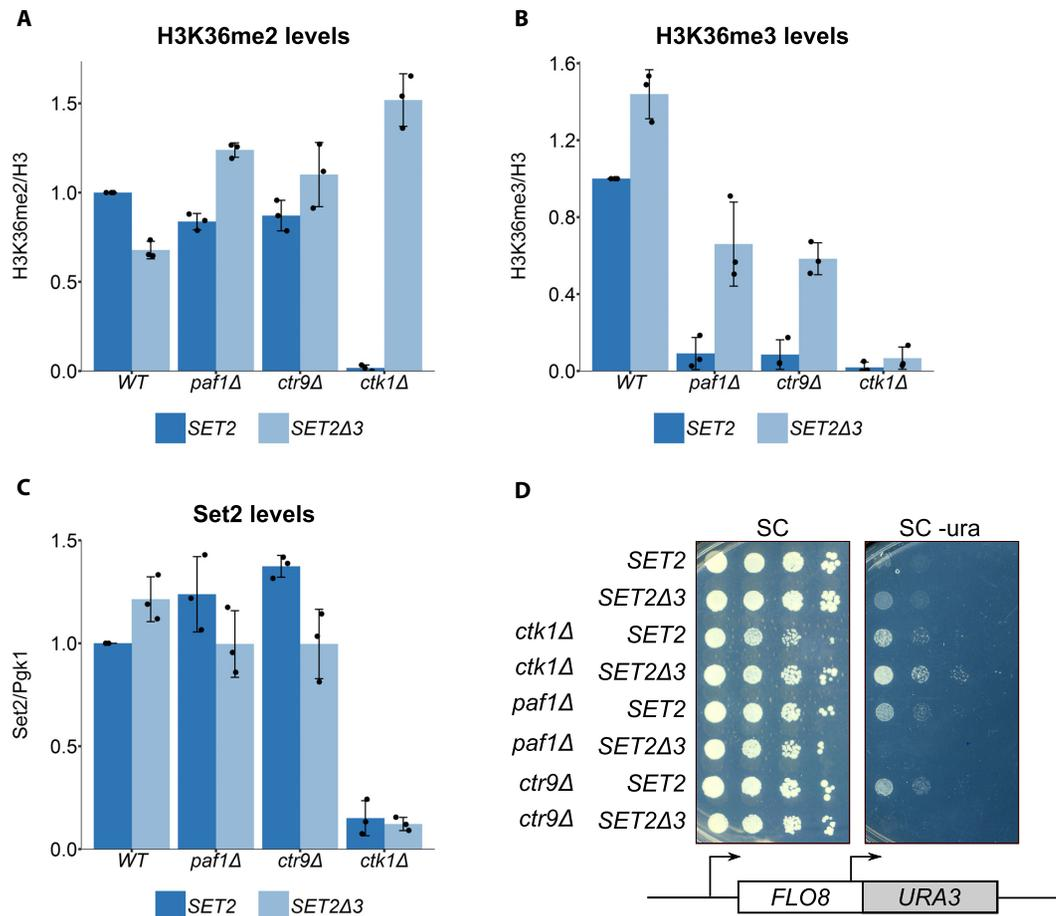 A
H3K36me2 levels
H3K36me2/H3
1.5
1.0
0.5
0.0
WT paf1Δ ctr9Δ ctk1Δ
SET2 SET2Δ3
B
H3K36me3 levels
H3K36me3/H3
1.6
1.2
0.8
0.4
0.0
WT paf1Δ ctr9Δ ctk1Δ
SET2 SET2Δ3
C
Set2 levels
Set2/Pgk1
1.5
1.0
0.5
0.0
WT paf1Δ ctr9Δ ctk1Δ
SET2 SET2Δ3
D
SC SC -ura
SET2
SET2Δ3
ctk1Δ SET2
ctk1Δ SET2Δ3
paf1Δ SET2
paf1Δ SET2Δ3
ctr9Δ SET2
ctr9Δ SET2Δ3
FLO8 URA3